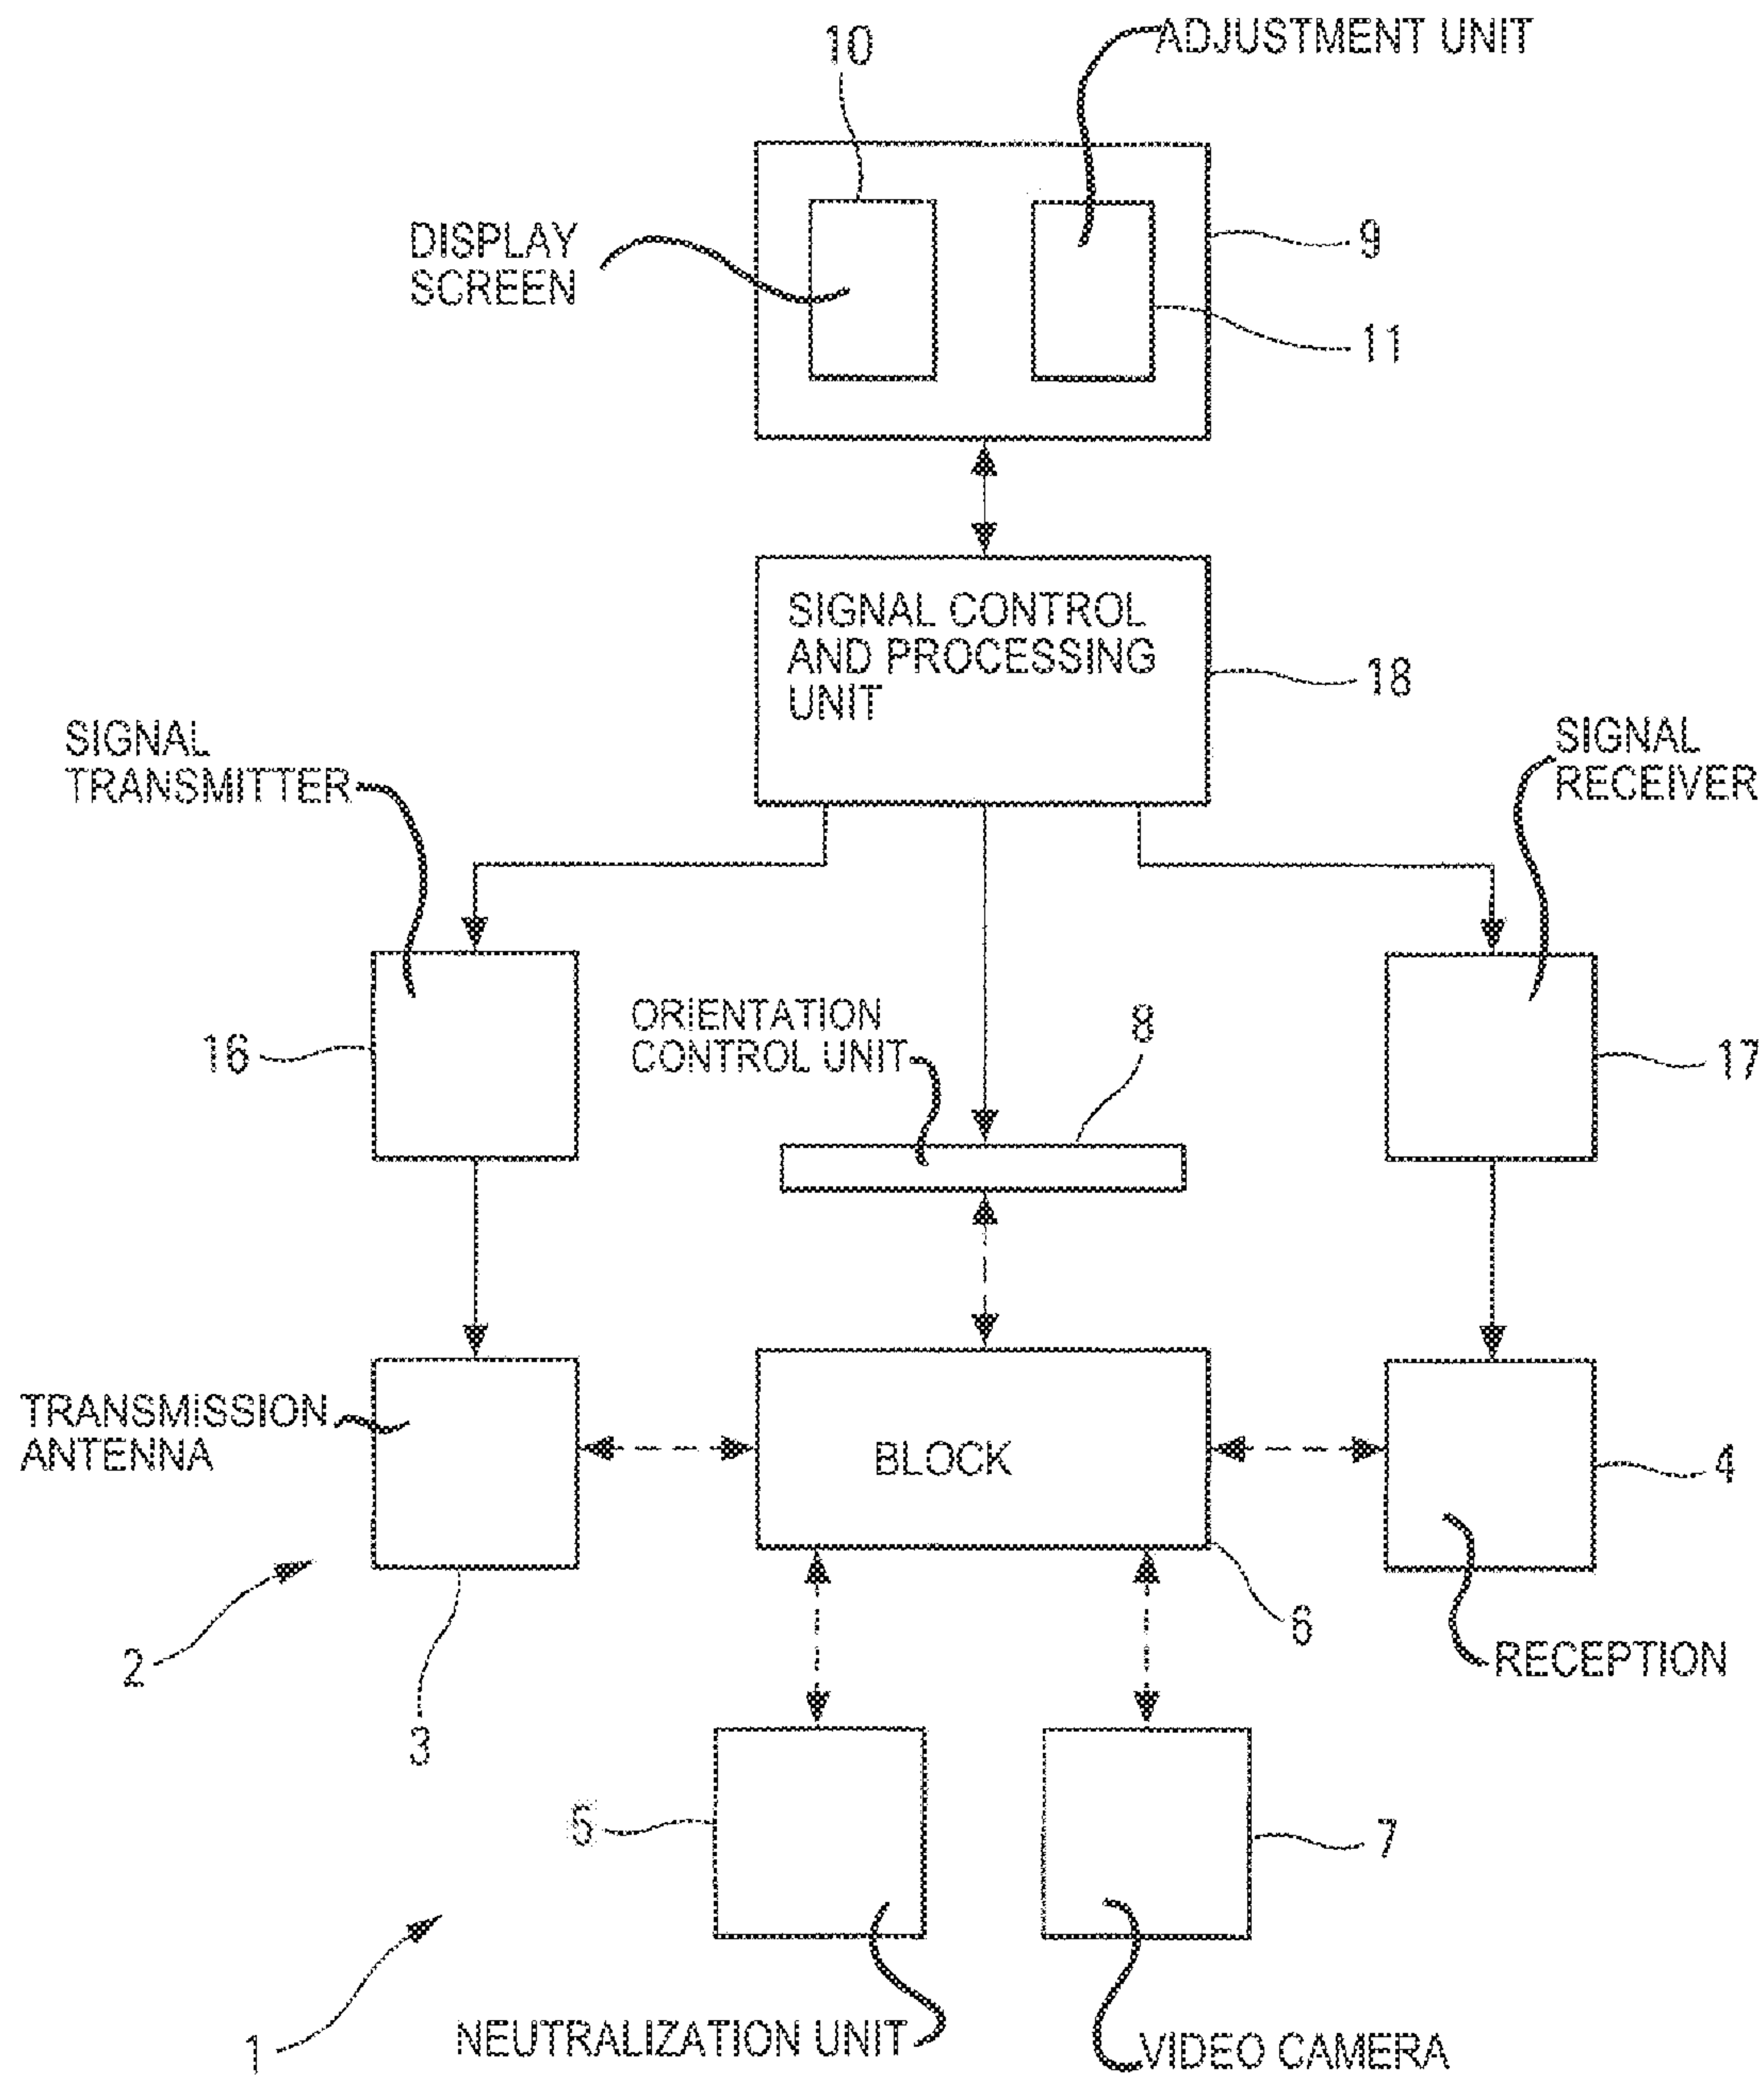 ADJUSTMENT UNIT
10
DISPLAY
SCREEN
9
11
SIGNAL CONTROL
AND PROCESSING
UNIT
18
SIGNAL
TRANSMITTER
SIGNAL
RECEIVER
16
ORIENTATION
CONTROL UNIT
8
17
TRANSMISSION
ANTENNA
BLOCK
4
2
3
6
RECEPTION
5
7
1
NEUTRALIZATION UNIT
VIDEO CAMERA